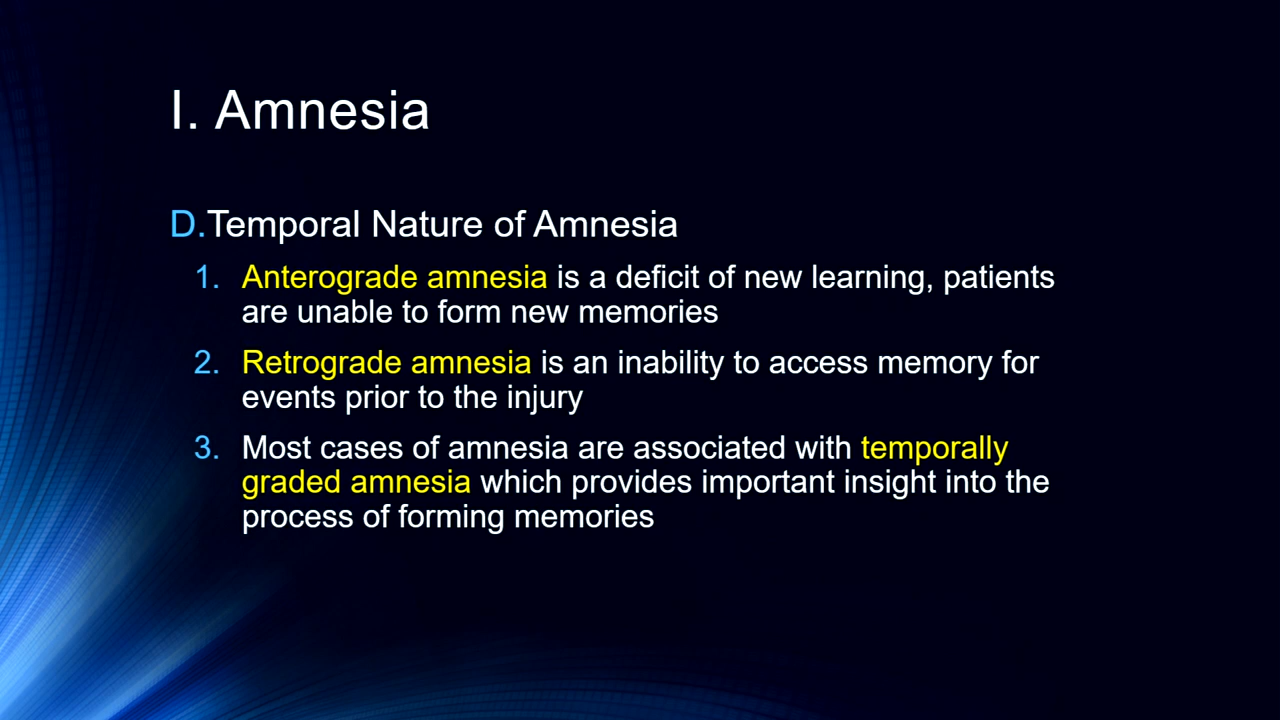 I. Amnesia
D.Temporal Nature of Amnesia
1. Anterograde amnesia is a deficit of new learning, patients
are unable to form new memories
2. Retrograde amnesia is an inability to access memory for
events prior to the injury
3. Most cases of amnesia are associated with temporally
graded amnesia which provides important insight into the
process of forming memories